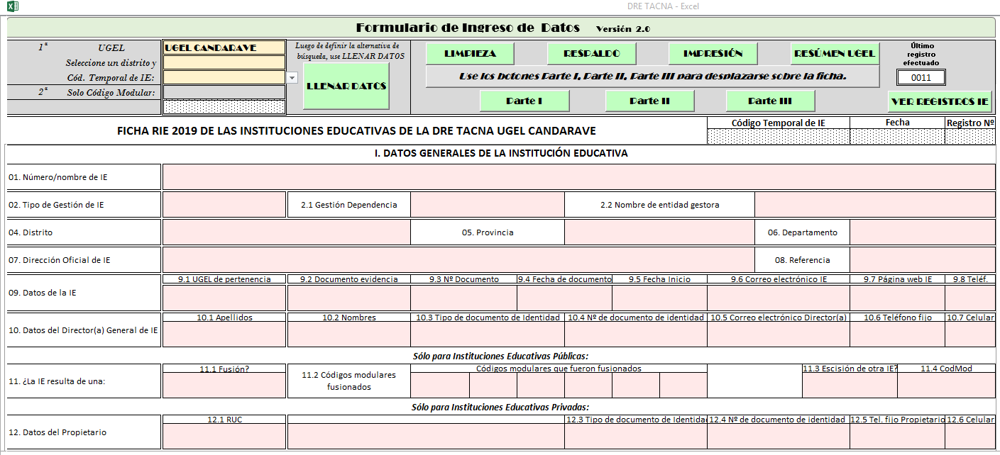 DRE TACNA - Excel
Formulario de Ingreso de Datos Versión 2.0
1ª UGEL
UGEL CANDARAVE
Seleccione un distrito y
Cód. Temporal de IE:
2ª Solo Código Modular:
Luego de definir la alternativa de
búsqueda, use LLENAR DATOS
LLENAR DATOS
LIMPIEZA
RESPALDO
IMPRESIÓN
RESÚMEN UGEL
Use los botones Parte I, Parte II, Parte III para desplazarse sobre la ficha.
Parte I
Parte II
Parte III
Último
registro
efectuado
0011
VER REGISTROS IE
FICHA RIE 2019 DE LAS INSTITUCIONES EDUCATIVAS DE LA DRE TACNA UGEL CANDARAVE
Código Temporal de IE
Fecha
Registro Nº
I. DATOS GENERALES DE LA INSTITUCIÓN EDUCATIVA
01. Número/nombre de IE
02. Tipo de Gestión de IE
2.1 Gestión Dependencia
2.2 Nombre de entidad gestora
04. Distrito
05. Provincia
06. Departamento
07. Dirección Oficial de IE
08. Referencia
09. Datos de la IE
9.1 UGEL de pertenencia
9.2 Documento evidencia
9.3 Nº Documento
9.4 Fecha de documento
9.5 Fecha Inicio
9.6 Correo electrónico IE
9.7 Página web IE
9.8 Teléf.
10. Datos del Director(a) General de IE
10.1 Apellidos
10.2 Nombres
10.3 Tipo de documento de Identidad
10.4 Nº de documento de identidad
10.5 Correo electrónico Director(a)
10.6 Teléfono fijo
10.7 Celular
Sólo para Instituciones Educativas Públicas:
11. ¿La IE resulta de una:
11.1 Fusión?
11.2 Códigos modulares
fusionados
Códigos modulares que fueron fusionados
11.3 Escisión de otra IE?
11.4 CodMod
Sólo para Instituciones Educativas Privadas:
12. Datos del Propietario
12.1 RUC
12.3 Tipo de documento de Identidad
12.4 Nº de documento de identidad
12.5 Tel. fijo Propietario
12.6 Celular